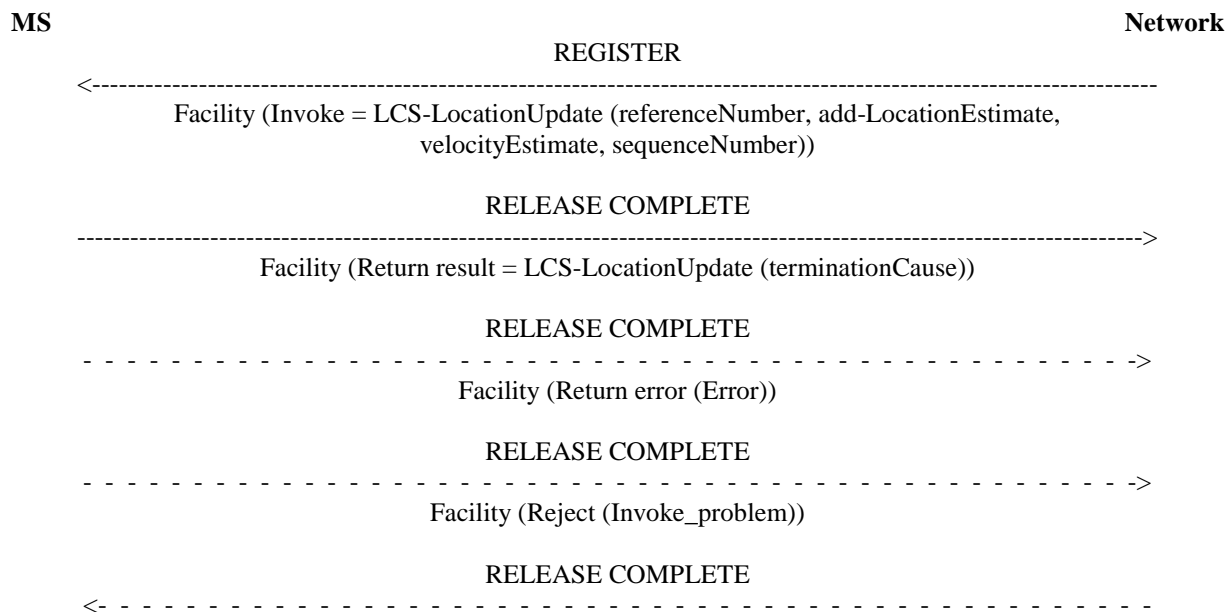 MS Network
REGISTER
<------------------------------------------------------------------------------------------------------------------------
Facility (Invoke = LCS-LocationUpdate (referenceNumber, add-LocationEstimate,
velocityEstimate, sequenceNumber))
RELEASE COMPLETE
------------------------------------------------------------------------------------------------------------------------>
Facility (Return result = LCS-LocationUpdate (terminationCause))
RELEASE COMPLETE
- - - - - - - - - - - - - - - - - - - - - - - - - - - - - - - - - - - - - - - - - - - - - - - - ->
Facility (Return error (Error))
RELEASE COMPLETE
- - - - - - - - - - - - - - - - - - - - - - - - - - - - - - - - - - - - - - - - - - - - - - - - ->
Facility (Reject (Invoke_problem))
RELEASE COMPLETE
<- - - - - - - - - - - - - - - - - - - - - - - - - - - - - - - - - - - - - - - - - - - - - - - - -